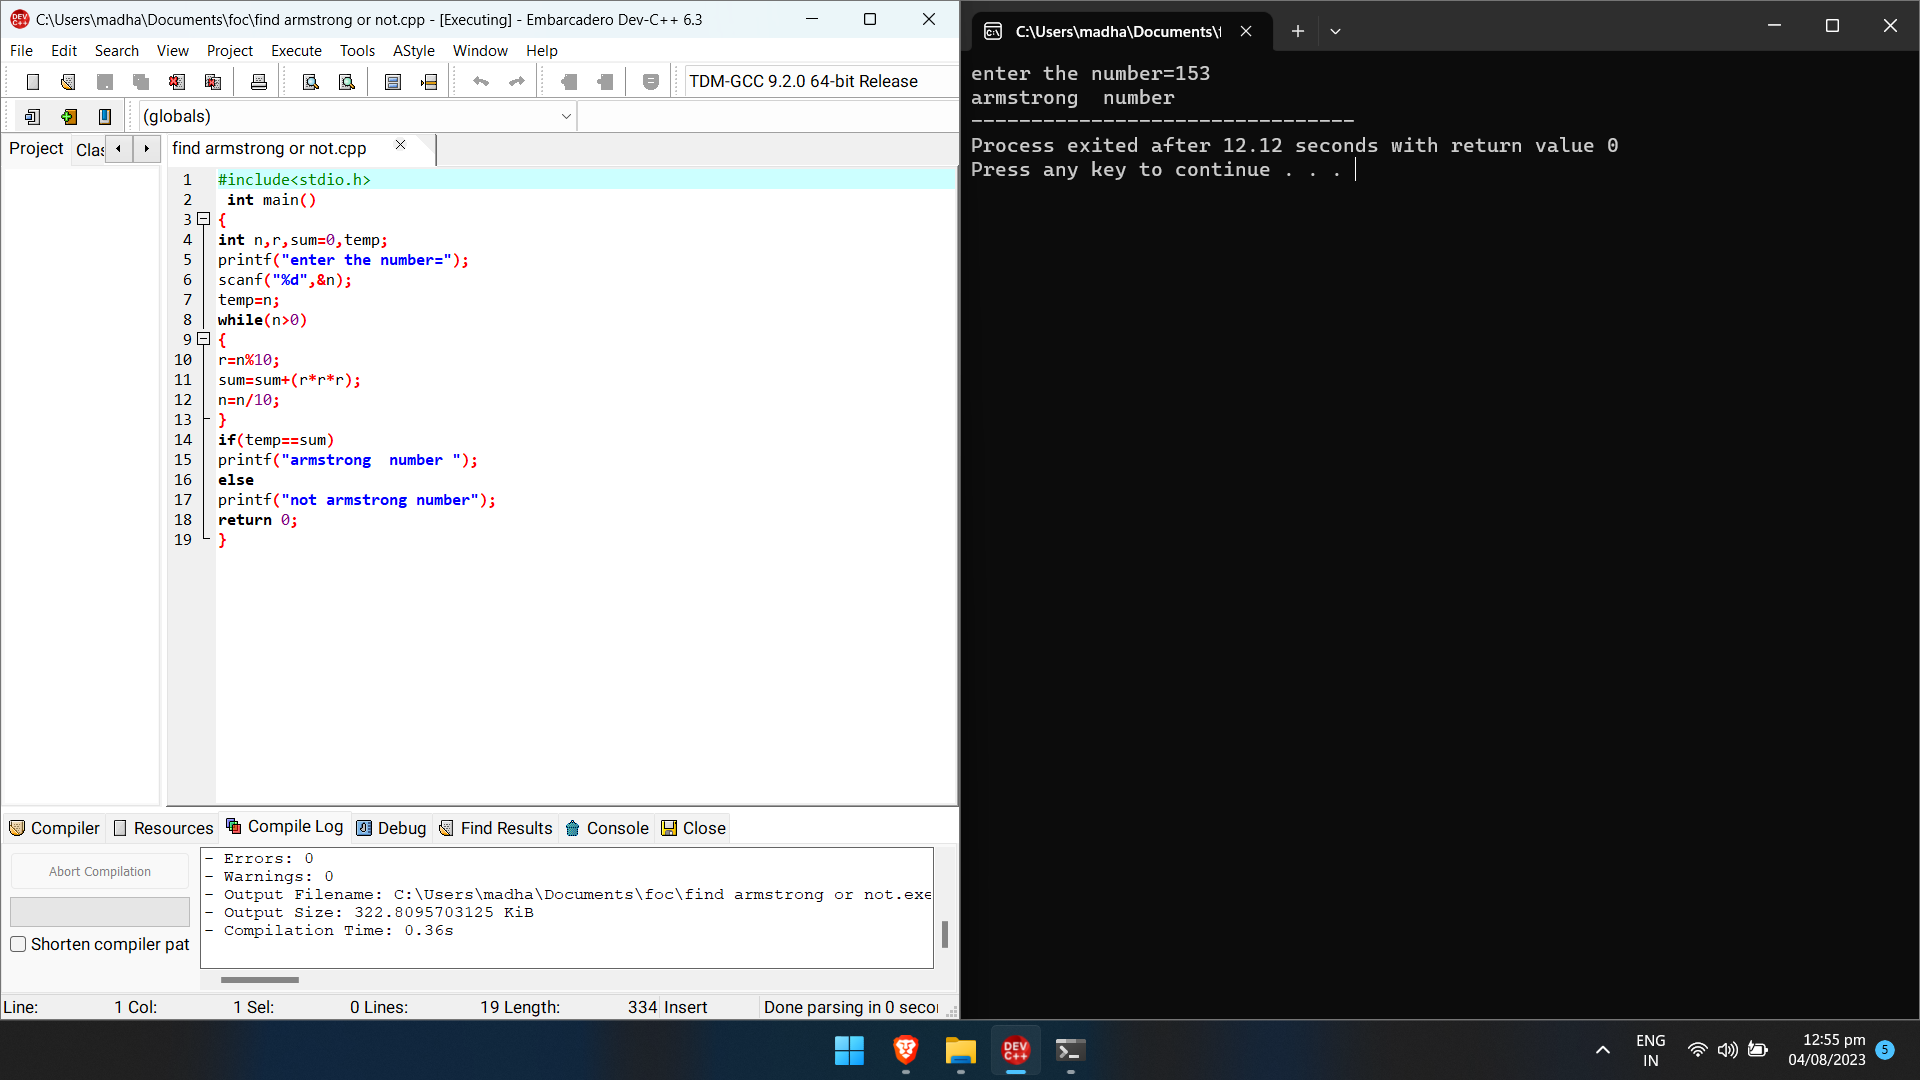 C:\Users\madha\Documents\foc\find armstrong or not.cpp - [Executing] - Embarcadero Dev-C++ 6.3
File Edit Search View Project Execute Tools AStyle Window Help
TDM-GCC 9.2.0 64-bit Release
(globals)
Project Clas
find armstrong or not.cpp
1 #include<stdio.h>
2 int main()
3 {
4 int n,r,sum=0,temp;
5 printf("enter the number=");
6 scanf("%d",&n);
7 temp=n;
8 while(n>0)
9 {
10 r=n%10;
11 sum=sum+(r*r*r);
12 n=n/10;
13 }
14 if(temp==sum)
15 printf("armstrong  number ");
16 else
17 printf("not armstrong number");
18 return 0;
19 }
Compiler Resources Compile Log Debug Find Results Console Close
Abort Compilation
Shorten compiler pat
- Errors: 0
- Warnings: 0
- Output Filename: C:\Users\madha\Documents\foc\find armstrong or not.exe
- Output Size: 322.8095703125 KiB
- Compilation Time: 0.36s
Line: 1 Col: 1 Sel: 0 Lines: 19 Length: 334 Insert Done parsing in 0 secon
C:\Users\madha\Documents\f
enter the number=153
armstrong  number
--------------------------------
Process exited after 12.12 seconds with return value 0
Press any key to continue . . .
DEV C++
ENG
IN
12:55 pm
04/08/2023
5